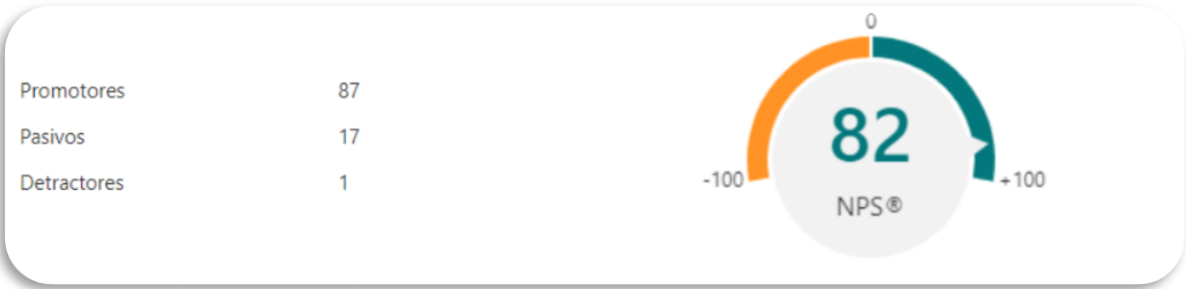 Promotores 87
Pasivos 17
Detractores 1
0
82
NPS®
-100
+100